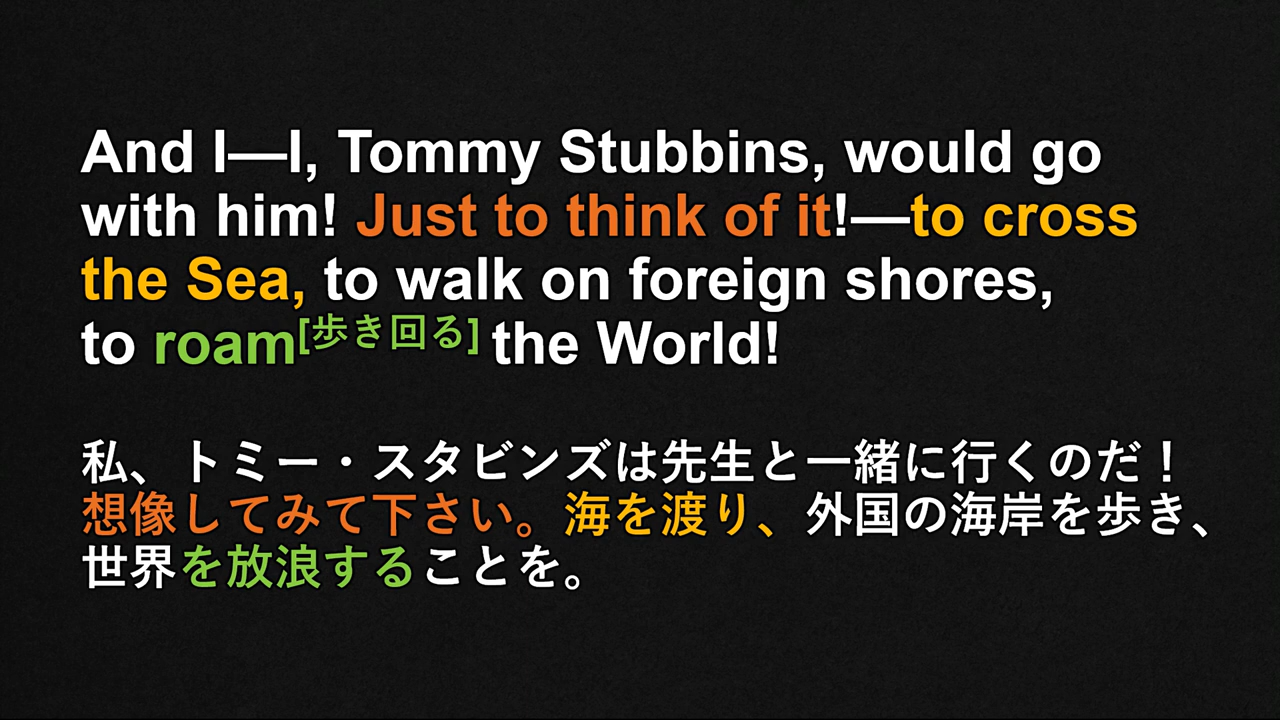 And I—I, Tommy Stubbins, would go
with him! Just to think of it!—to cross
the Sea, to walk on foreign shores,
to roam[歩き回る] the World!
私、トミー・スタビンズは先生と一緒に行くのだ！
想像してみて下さい。海を渡り、外国の海岸を歩き、
世界を放浪することを。